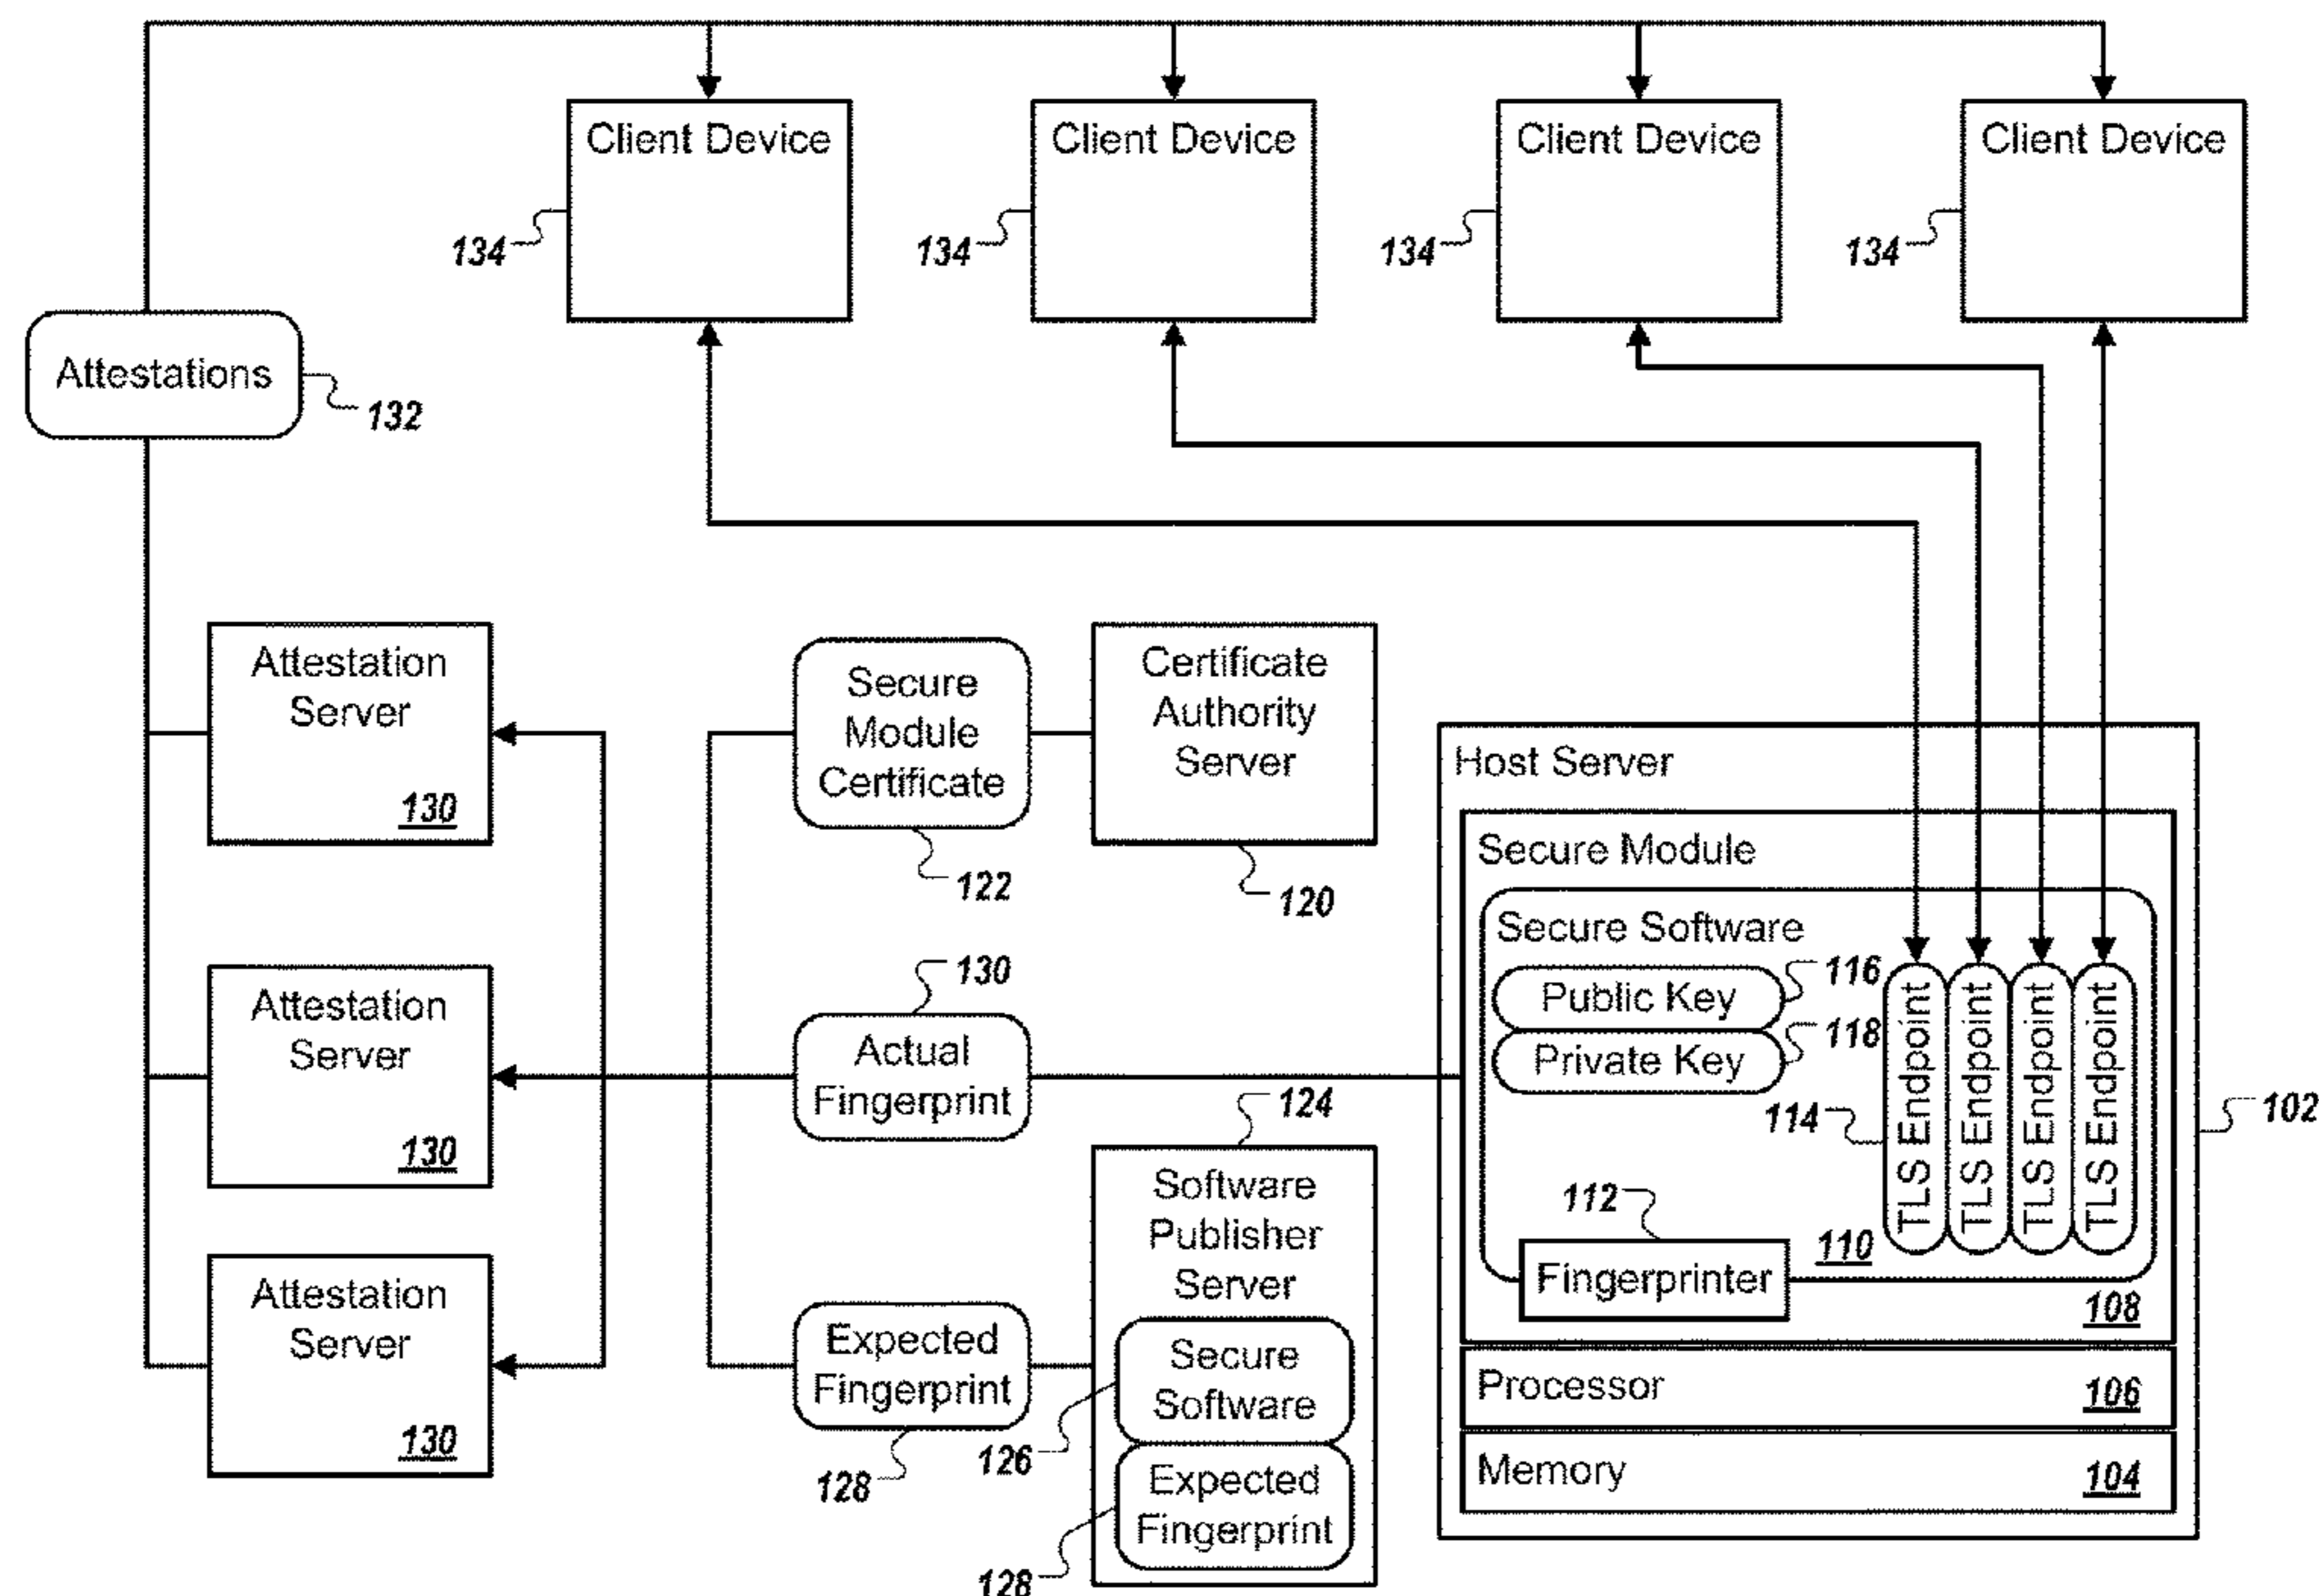 Client Device
Client Device
Client Device
Client Device
134
134
134
134
Attestations
132
Attestation
Server
130
Secure
Module
Certificate
122
Certificate
Authority
Server
120
Host Server
Secure Module
Secure Software
Public Key
116
Private Key
118
TLS Endpoint
TLS Endpoint
TLS Endpoint
TLS Endpoint
114
102
Attestation
Server
130
130
Actual
Fingerprint
124
Software
Publisher
Server
112
Fingerprinter
110
108
Attestation
Server
130
Expected
Fingerprint
128
Secure
Software
126
Expected
Fingerprint
128
Processor
106
Memory
104